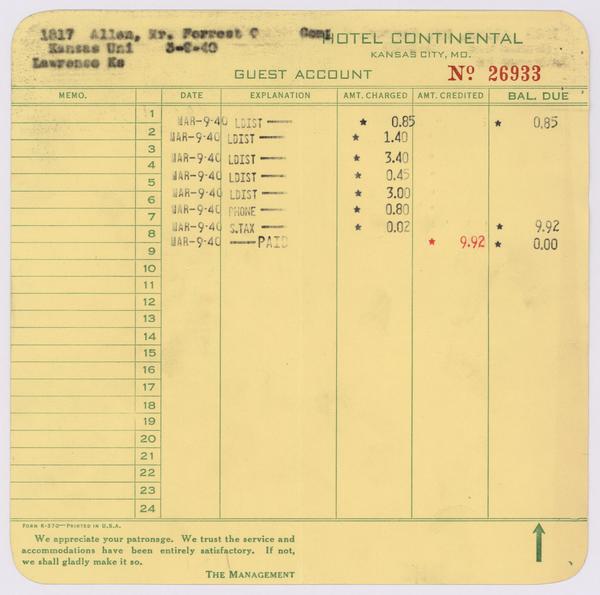 1817 Allen, Mr. Forrest C Comp
HOTEL CONTINENTAL
Kansas Uni 3-8-40
KANSAS CITY, MO.
Lawrence Ks
GUEST ACCOUNT Nº 26933
MEMO. DATE EXPLANATION AMT. CHARGED AMT. CREDITED BAL. DUE
1 MAR-9-40 LDIST — * 0.85 * 0.85
2 MAR-9-40 LDIST — * 1.40
3 MAR-9-40 LDIST — * 3.40
4 MAR-9-40 LDIST — * 0.45
5 MAR-9-40 LDIST — * 3.00
6 MAR-9-40 PHONE — * 0.80
7 MAR-9-40 S.TAX — * 0.02 * 9.92
8 MAR-9-40 —PAID * 9.92 * 0.00
9
10
11
12
13
14
15
16
17
18
19
20
21
22
23
24
FORM K-370—PRINTED IN U.S.A.
We appreciate your patronage. We trust the service and
accommodations have been entirely satisfactory. If not,
we shall gladly make it so.
THE MANAGEMENT